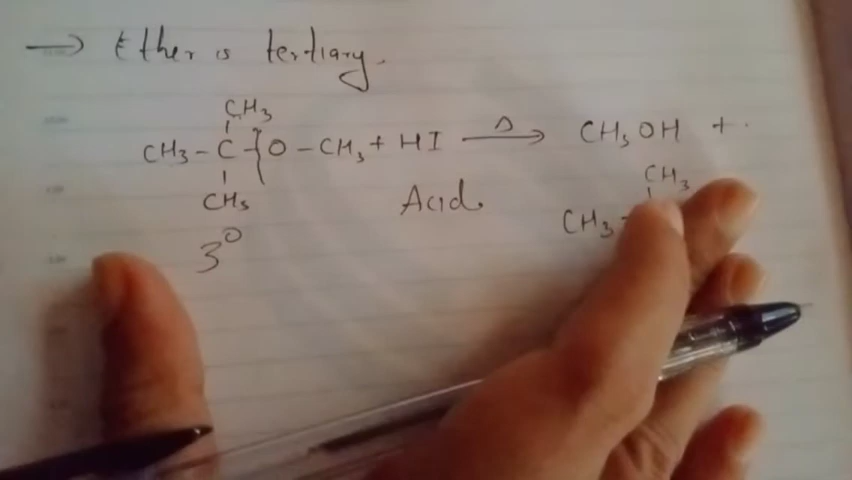 → Ether is tertiary.
CH3
CH3 - C - O - CH3 + HI —Δ→ CH3OH +
CH3
CH3
Acid
CH3 -
3°